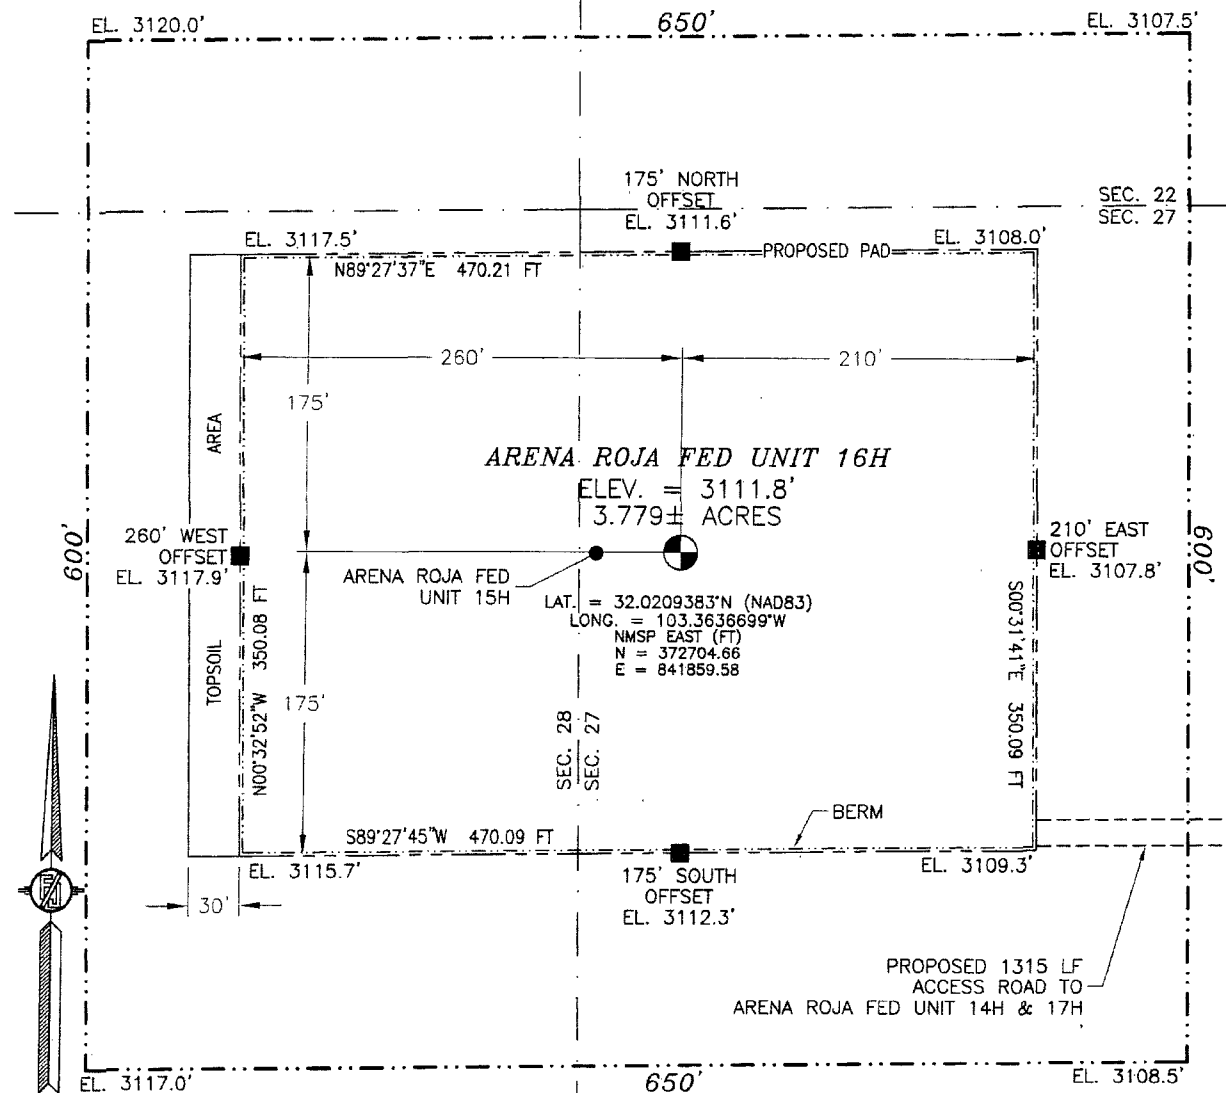 EL. 3120.0'
650'
EL. 3107.5'
175' NORTH
OFFSET
EL. 3111.6'
SEC. 22
SEC. 27
EL. 3117.5'
PROPOSED PAD
EL. 3108.0'
N89°27'37"E 470.21 FT
260'
210'
175'
AREA
TOPSOIL
ARENA ROJA FED UNIT 16H
ELEV. = 3111.8'
3.779± ACRES
600'
260' WEST
OFFSET
EL. 3117.9'
ARENA ROJA FED
UNIT 15H
210' EAST
OFFSET
EL. 3107.8'
600'
LAT. = 32.0209383°N (NAD83)
LONG. = 103.3636699°W
NMSP EAST (FT)
N = 372704.66
E = 841859.58
N00°32'52"W 350.08 FT
175'
S00°31'41"E 350.09 FT
SEC. 28
SEC. 27
BERM
S89°27'45"W 470.09 FT
EL. 3115.7'
175' SOUTH
OFFSET
EL. 3112.3'
EL. 3109.3'
30'
PROPOSED 1315 LF
ACCESS ROAD TO
ARENA ROJA FED UNIT 14H & 17H
EL. 3117.0'
650'
EL. 3108.5'